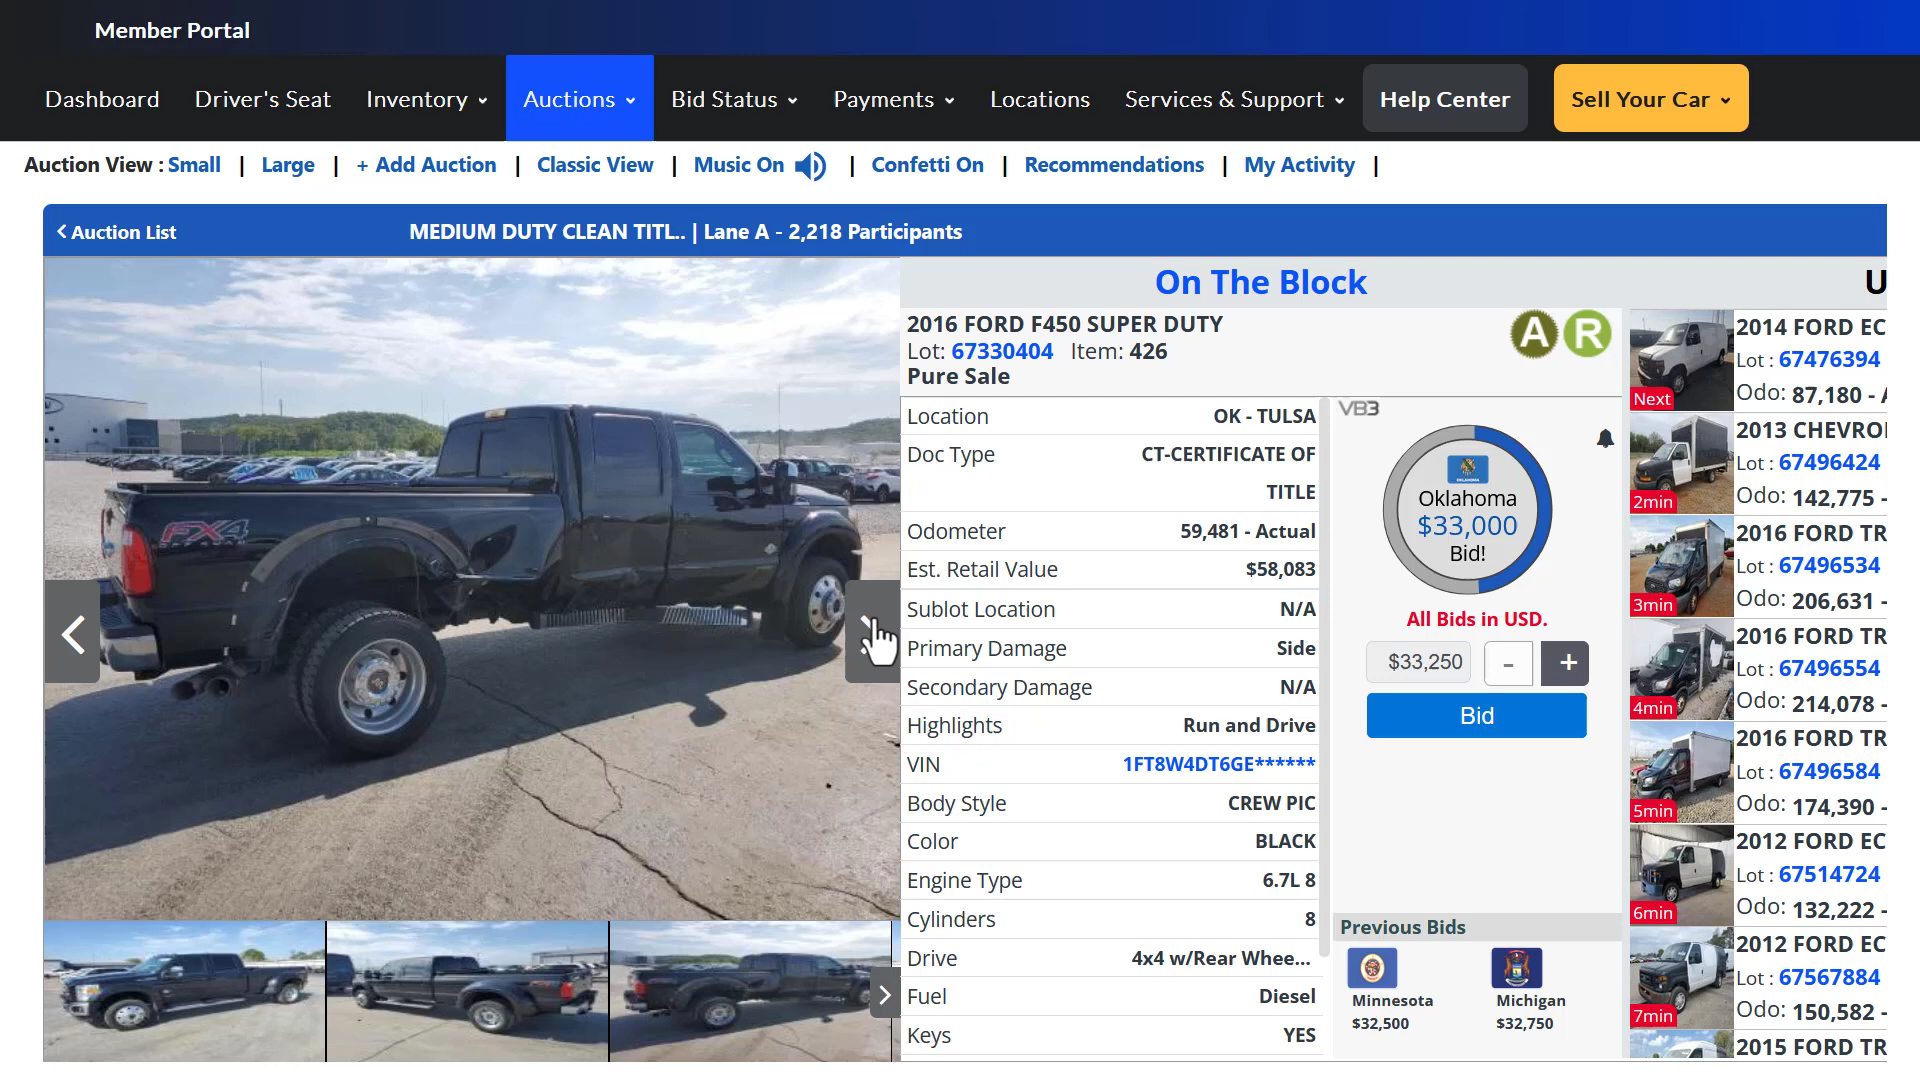 Member Portal
Dashboard
Driver's Seat
Inventory
Auctions
Bid Status
Payments
Locations
Services & Support
Help Center
Sell Your Car
Auction View : Small | Large | + Add Auction | Classic View | Music On | Confetti On | Recommendations | My Activity |
Auction List
MEDIUM DUTY CLEAN TITL.. | Lane A - 2,218 Participants
On The Block
2016 FORD F450 SUPER DUTY
Lot: 67330404 Item: 426
Pure Sale
A R
FX4
Location OK - TULSA
Doc Type CT-CERTIFICATE OF
TITLE
Odometer 59,481 - Actual
Est. Retail Value $58,083
Sublot Location N/A
Primary Damage Side
Secondary Damage N/A
Highlights Run and Drive
VIN 1FT8W4DT6GE******
Body Style CREW PIC
Color BLACK
Engine Type 6.7L 8
Cylinders 8
Drive 4x4 w/Rear Whee...
Fuel Diesel
Keys YES
VB3
Oklahoma
$33,000
Bid!
All Bids in USD.
$33,250
- +
Bid
Previous Bids
Minnesota
$32,500
Michigan
$32,750
U
2014 FORD EC
Lot : 67476394
Odo: 87,180 - A
Next
2013 CHEVROL
Lot : 67496424
Odo: 142,775 -
2min
2016 FORD TR
Lot : 67496534
Odo: 206,631 -
3min
2016 FORD TR
Lot : 67496554
Odo: 214,078 -
4min
2016 FORD TR
Lot : 67496584
Odo: 174,390 -
5min
2012 FORD EC
Lot : 67514724
Odo: 132,222 -
6min
2012 FORD EC
Lot : 67567884
Odo: 150,582 -
7min
2015 FORD TR